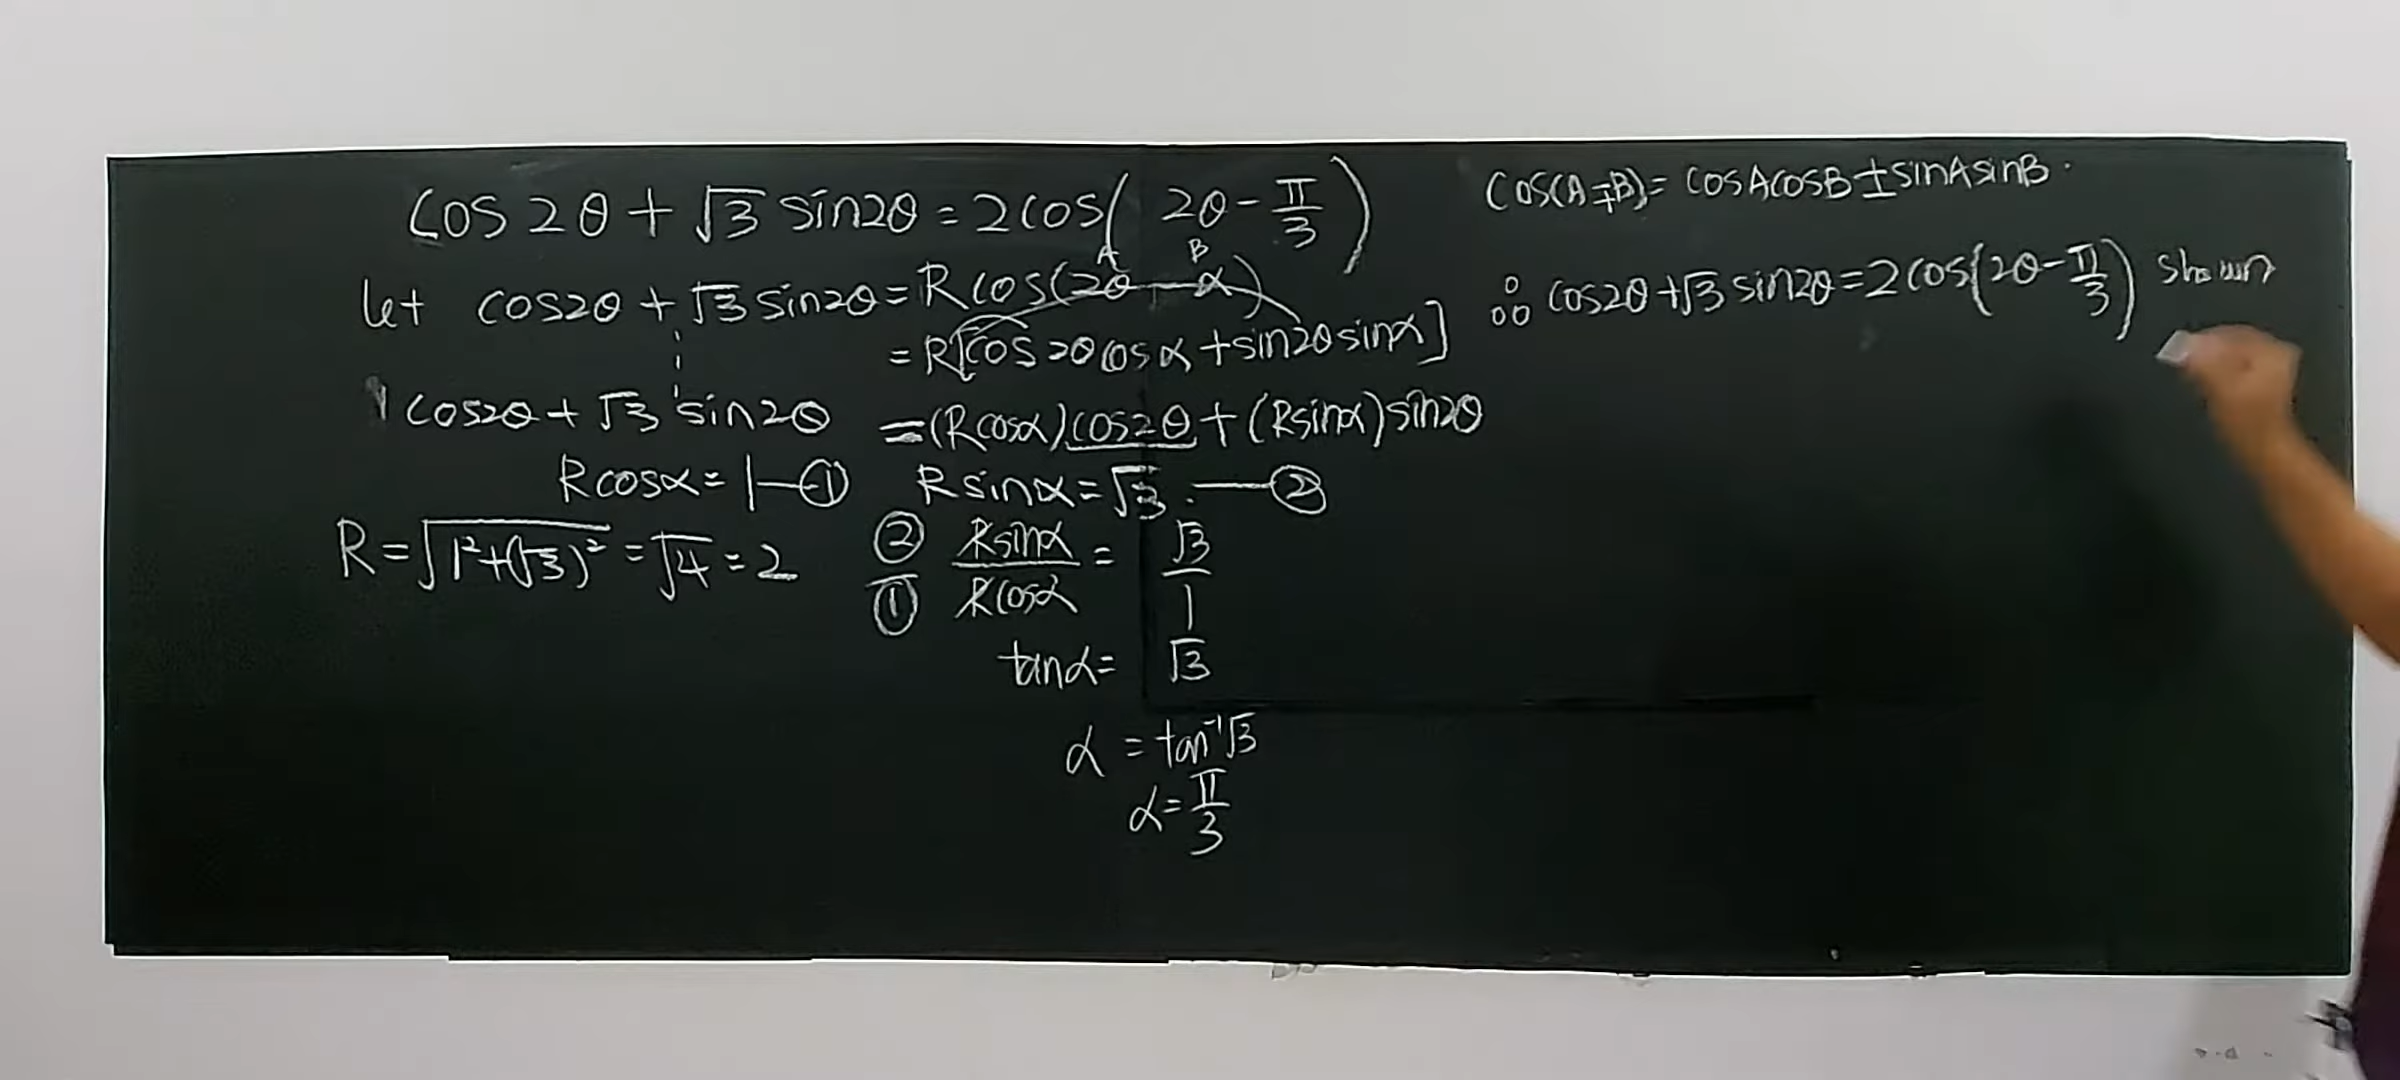 cos 2θ + √3 sin2θ = 2cos( 2θ - π/3 )
A B
let cos2θ + √3 sin2θ = Rcos(2θ - α)
= R[cos 2θ cos α + sin2θ sinα]
1 cos2θ + √3 sin2θ = (Rcosα) cos2θ + (Rsinα) sin2θ
Rcosα = 1 — ① Rsinα = √3 . — ②
R = √(1² + (√3)²) = √4 = 2
②/① Rsinα/Rcosα = √3/1
tanα = √3
α = tan⁻¹√3
α = π/3
cos(A∓B) = cosAcosB ± sinAsinB .
∴ cos2θ + √3 sin2θ = 2cos(2θ - π/3) shown